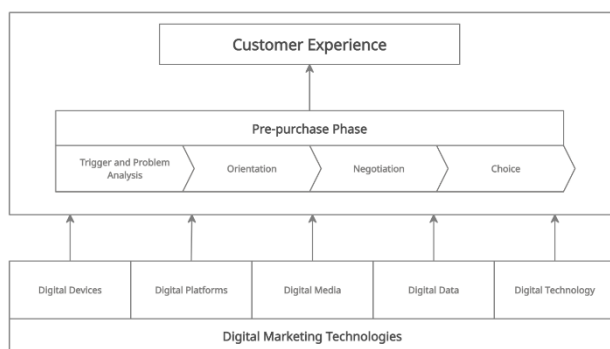 Customer Experience
Pre-purchase Phase
Trigger and Problem
Analysis
Orientation
Negotiation
Choice
Digital Devices
Digital Platforms
Digital Media
Digital Data
Digital Technology
Digital Marketing Technologies